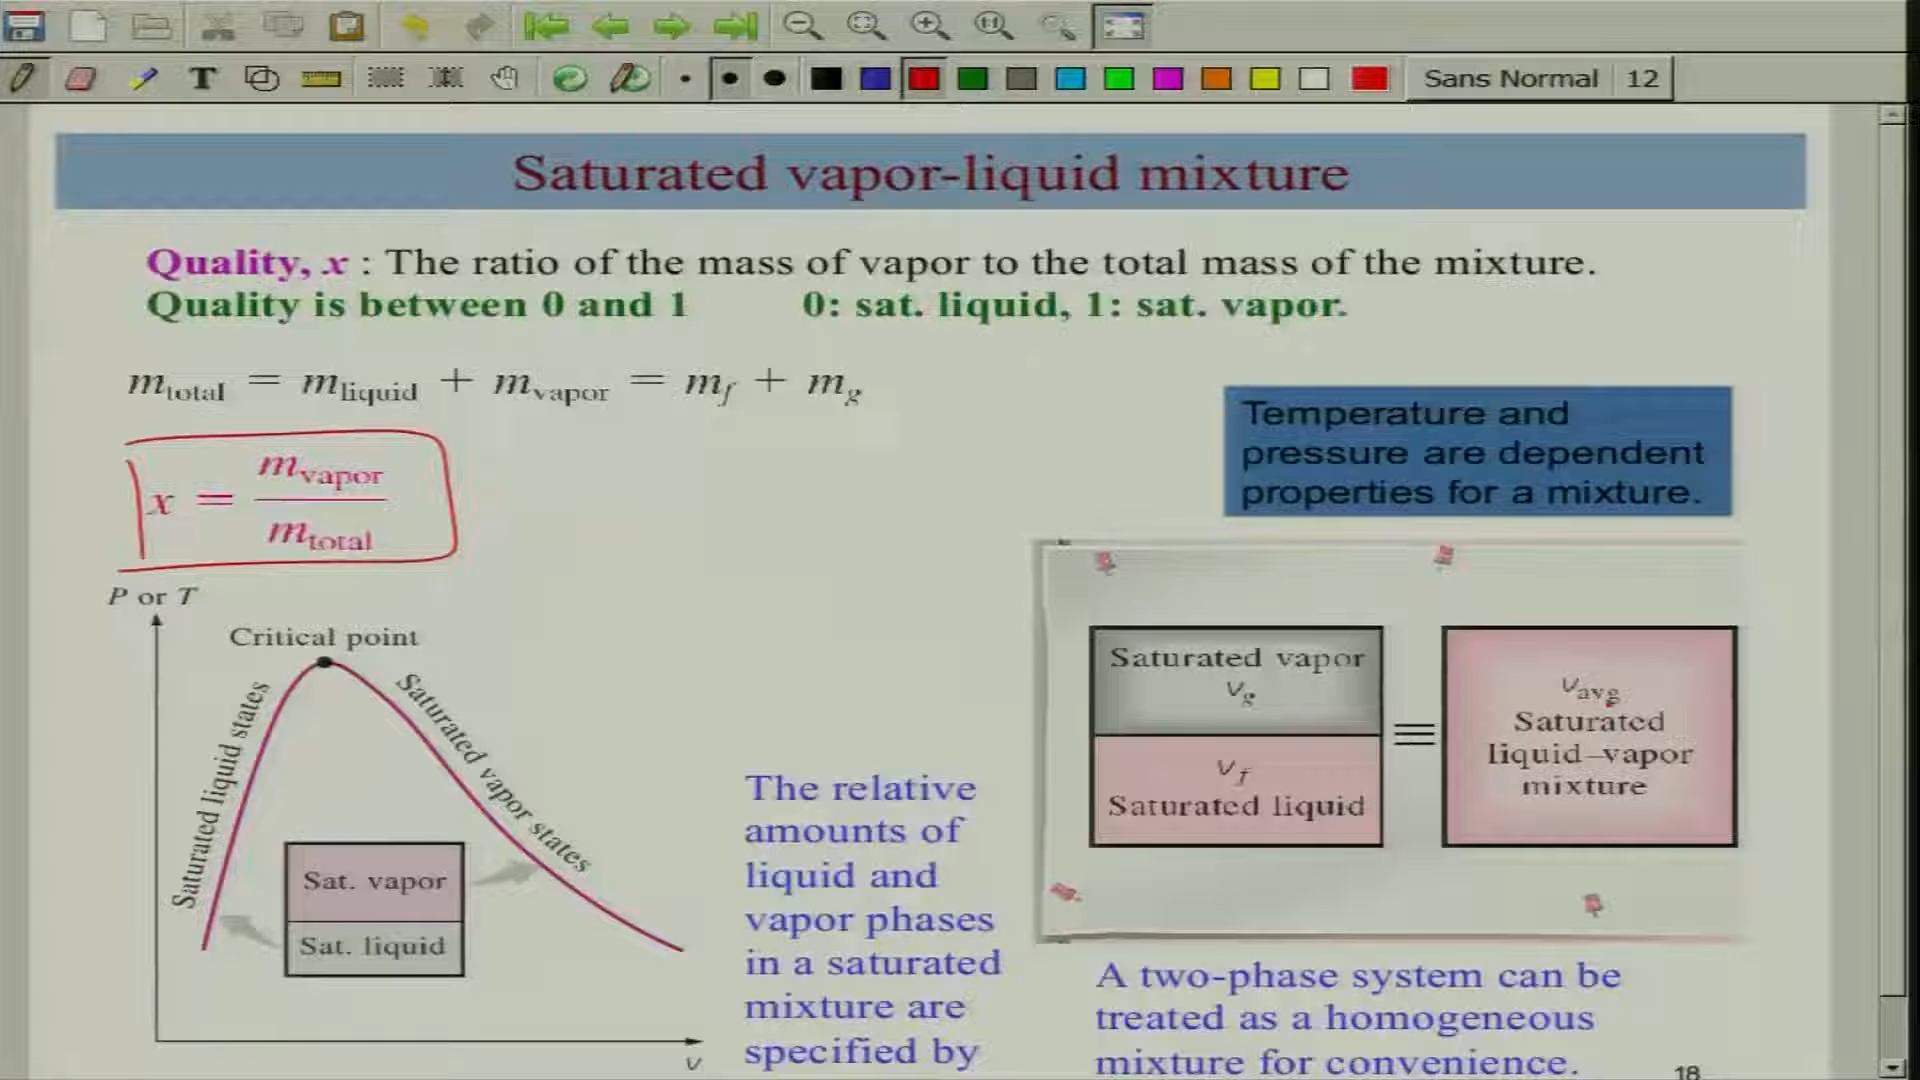 T
Sans Normal 12
Saturated vapor-liquid mixture
Quality, x : The ratio of the mass of vapor to the total mass of the mixture.
Quality is between 0 and 1 0: sat. liquid, 1: sat. vapor.
m_total = m_liquid + m_vapor = m_f + m_g
x = m_vapor / m_total
Temperature and
pressure are dependent
properties for a mixture.
P or T
Critical point
Saturated liquid states
Saturated vapor states
Sat. vapor
Sat. liquid
v
The relative
amounts of
liquid and
vapor phases
in a saturated
mixture are
specified by
Saturated vapor
v_g
v_f
Saturated liquid
≡
v_avg
Saturated
liquid–vapor
mixture
A two-phase system can be
treated as a homogeneous
mixture for convenience.
18